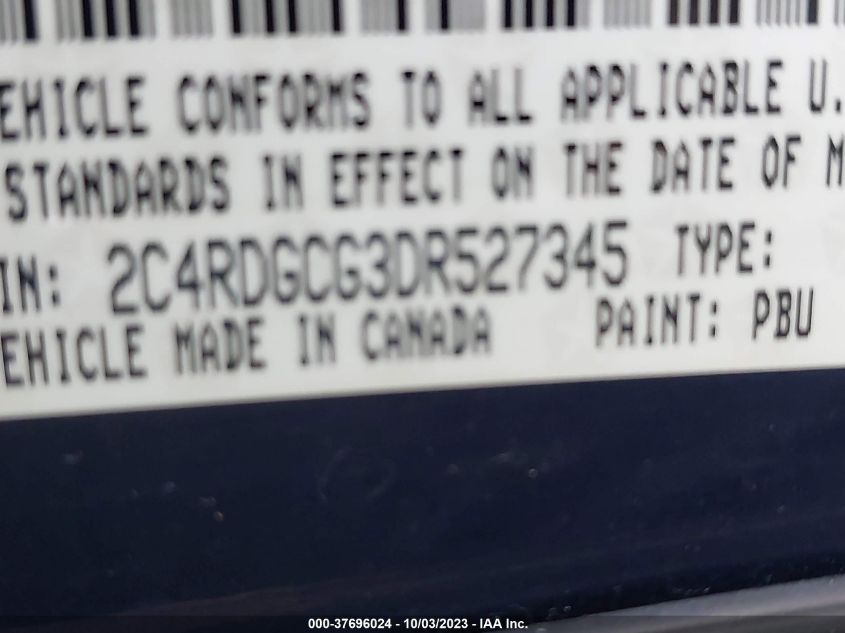 EHICLE CONFORMS TO ALL APPLICABLE U.
STANDARDS IN EFFECT ON THE DATE OF M
IN: 2C4RDGCG3DR527345 TYPE:
EHICLE MADE IN CANADA PAINT: PBU
000-37696024 - 10/03/2023 - IAA Inc.